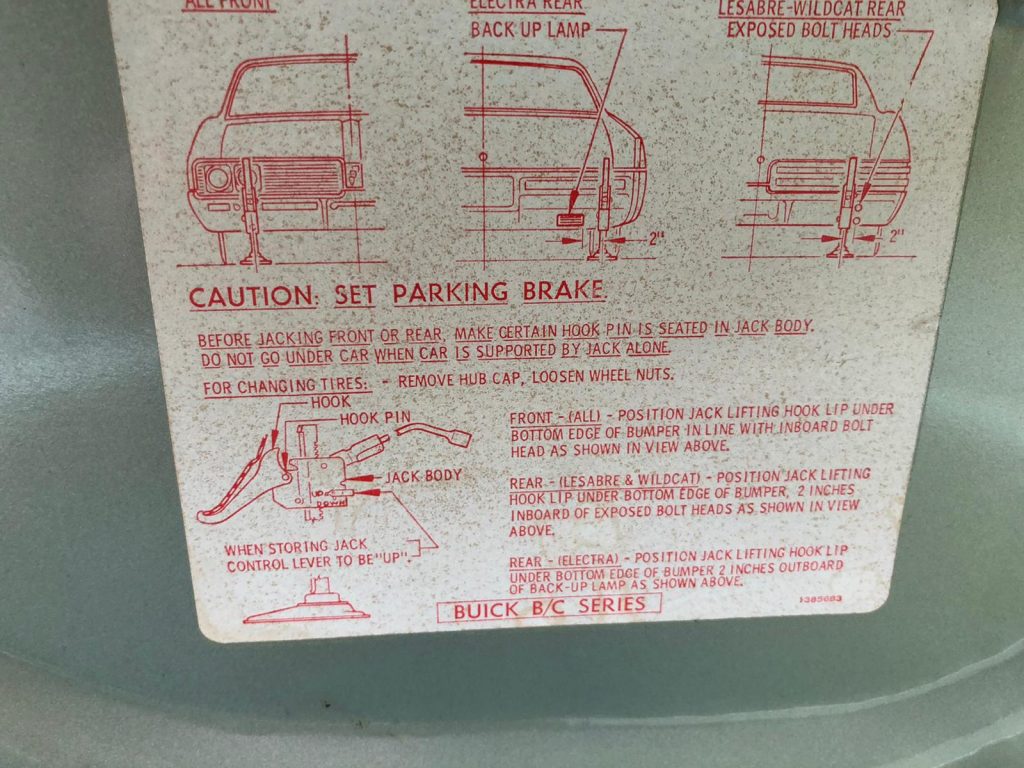 ALL FRONT
ELECTRA REAR
BACK UP LAMP
LESABRE-WILDCAT REAR
EXPOSED BOLT HEADS
2"
2"
CAUTION: SET PARKING BRAKE.
BEFORE JACKING FRONT OR REAR, MAKE CERTAIN HOOK PIN IS SEATED IN JACK BODY.
DO NOT GO UNDER CAR WHEN CAR IS SUPPORTED BY JACK ALONE.
FOR CHANGING TIRES: - REMOVE HUB CAP, LOOSEN WHEEL NUTS.
HOOK
HOOK PIN
JACK BODY
UP
DOWN
WHEN STORING JACK
CONTROL LEVER TO BE "UP".
FRONT - (ALL) - POSITION JACK LIFTING HOOK LIP UNDER
BOTTOM EDGE OF BUMPER IN LINE WITH INBOARD BOLT
HEAD AS SHOWN IN VIEW ABOVE.
REAR - (LESABRE & WILDCAT) - POSITION JACK LIFTING
HOOK LIP UNDER BOTTOM EDGE OF BUMPER, 2 INCHES
INBOARD OF EXPOSED BOLT HEADS AS SHOWN IN VIEW
ABOVE.
REAR - (ELECTRA) - POSITION JACK LIFTING HOOK LIP
UNDER BOTTOM EDGE OF BUMPER 2 INCHES OUTBOARD
OF BACK-UP LAMP AS SHOWN ABOVE.
BUICK B/C SERIES